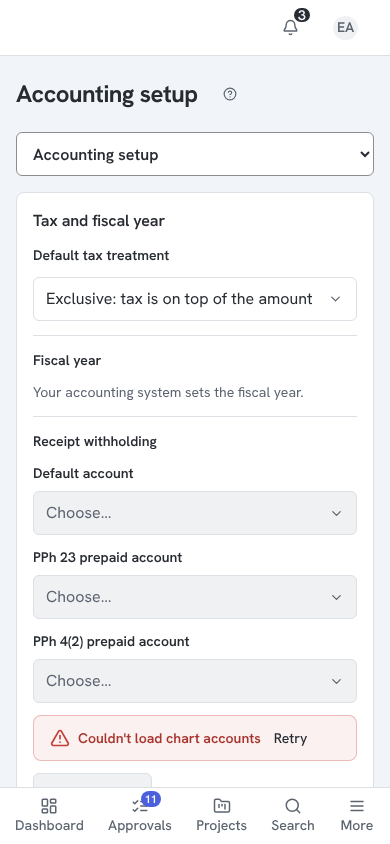 3
EA
Accounting setup
Accounting setup
Tax and fiscal year
Default tax treatment
Exclusive: tax is on top of the amount
Fiscal year
Your accounting system sets the fiscal year.
Receipt withholding
Default account
Choose...
PPh 23 prepaid account
Choose...
PPh 4(2) prepaid account
Choose...
Couldn't load chart accounts Retry
11
Dashboard Approvals Projects Search More